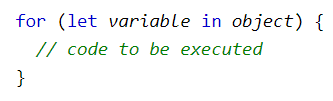 for (let variable in object) {
  // code to be executed
}